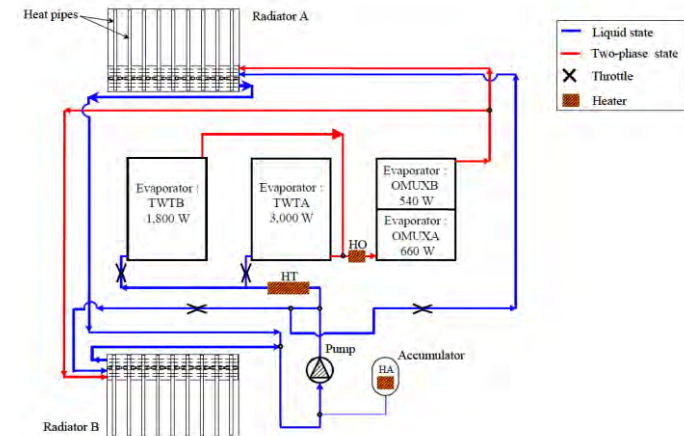 Heat pipes
Radiator A
Liquid state
Two-phase state
Throttle
Heater
Evaporator :
TWTB
1,800 W
Evaporator :
TWTA
3,000 W
Evaporator :
OMUXB
540 W
Evaporator :
OMUXA
660 W
HO
HT
Pump
Accumulator
HA
Radiator B